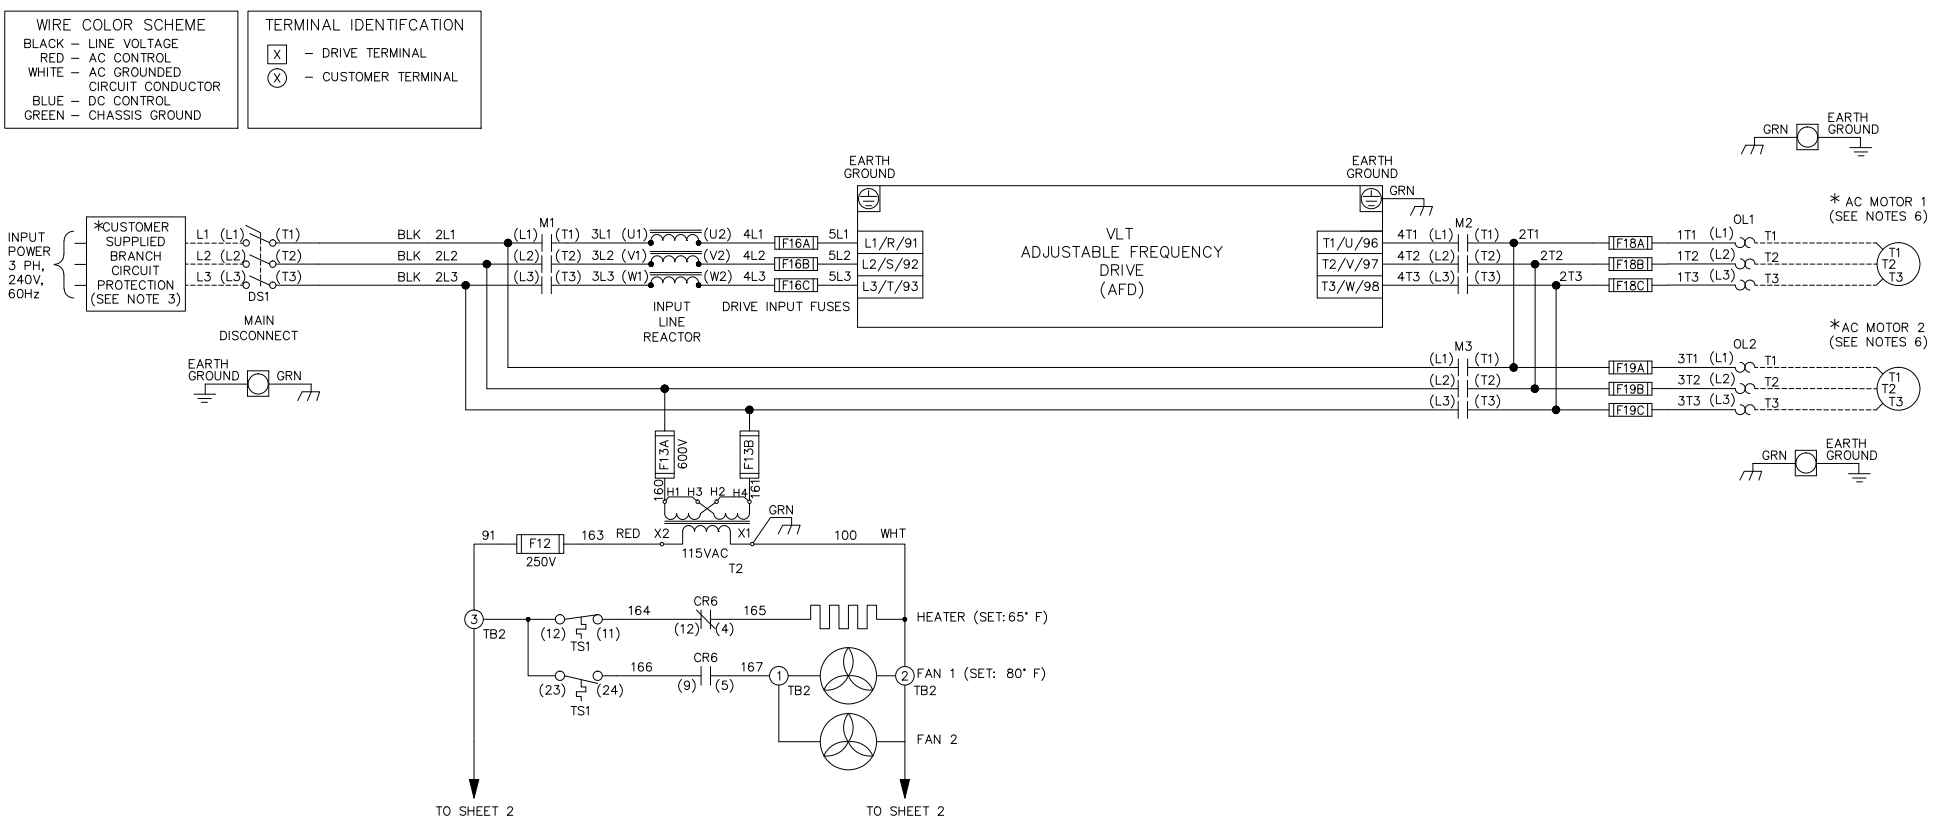 WIRE COLOR SCHEME
BLACK – LINE VOLTAGE
RED – AC CONTROL
WHITE – AC GROUNDED
CIRCUIT CONDUCTOR
BLUE – DC CONTROL
GREEN – CHASSIS GROUND
TERMINAL IDENTIFCATION
X – DRIVE TERMINAL
X – CUSTOMER TERMINAL
INPUT
POWER
3 PH,
240V,
60Hz
*CUSTOMER
SUPPLIED
BRANCH
CIRCUIT
PROTECTION
(SEE NOTE 3)
L1 (L1) (T1) BLK 2L1 (L1) M1 (T1) 3L1 (U1) (U2) 4L1 F16A 5L1 L1/R/91
L2 (L2) (T2) BLK 2L2 (L2) (T2) 3L2 (V1) (V2) 4L2 F16B 5L2 L2/S/92
L3 (L3) (T3) BLK 2L3 (L3) (T3) 3L3 (W1) (W2) 4L3 F16C 5L3 L3/T/93
DS1
MAIN
DISCONNECT
EARTH
GROUND
GRN
INPUT
LINE
REACTOR
DRIVE INPUT FUSES
EARTH
GROUND
VLT
ADJUSTABLE FREQUENCY
DRIVE
(AFD)
EARTH
GROUND
GRN
T1/U/96 4T1 (L1) M2 (T1) 2T1 F18A 1T1 (L1) OL1 T1
T2/V/97 4T2 (L2) (T2) 2T2 F18B 1T2 (L2) T2
T3/W/98 4T3 (L3) (T3) 2T3 F18C 1T3 (L3) T3
GRN
EARTH
GROUND
* AC MOTOR 1
(SEE NOTES 6)
T1
T2
T3
* AC MOTOR 2
(SEE NOTES 6)
(L1) M3 (T1) F19A 3T1 (L1) OL2 T1
(L2) (T2) F19B 3T2 (L2) T2
(L3) (T3) F19C 3T3 (L3) T3
T1
T2
T3
GRN
EARTH
GROUND
F13A
600V
F13B
160
161
H1 H3 H2 H4
GRN
91 F12 163 RED X2 X1 100 WHT
250V
115VAC
T2
3
TB2
(12) (11)
TS1
164
CR6
(12) (4)
165
HEATER (SET: 65° F)
(23) (24)
TS1
166
CR6
(9) (5)
167
1
TB2
2
TB2
FAN 1 (SET: 80° F)
FAN 2
TO SHEET 2
TO SHEET 2